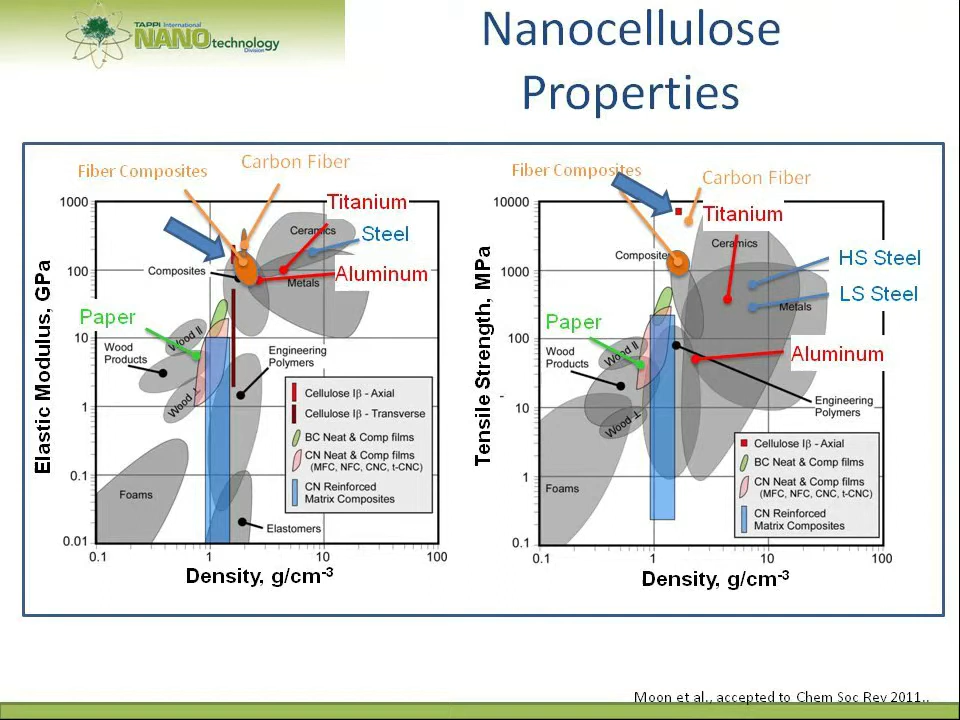 TAPPI International
NANOtechnology
Division
Nanocellulose
Properties
Fiber Composites
Carbon Fiber
Titanium
Steel
Aluminum
Paper
Ceramics
Composites
Metals
Wood II
Wood
Products
Wood ⊥
Engineering
Polymers
Foams
Elastomers
Cellulose Iβ - Axial
Cellulose Iβ - Transverse
BC Neat & Comp films
CN Neat & Comp films
(MFC, NFC, CNC, t-CNC)
CN Reinforced
Matrix Composites
1000
100
10
1
0.1
0.01
0.1
1
10
100
Elastic Modulus, GPa
Density, g/cm-3
Fiber Composites
Carbon Fiber
Titanium
HS Steel
LS Steel
Aluminum
Paper
Ceramics
Composites
Metals
Wood II
Wood
Products
Wood ⊥
Engineering
Polymers
Foams
Cellulose Iβ - Axial
BC Neat & Comp films
CN Neat & Comp films
(MFC, NFC, CNC, t-CNC)
CN Reinforced
Matrix Composites
10000
1000
100
10
1
0.1
0.1
1
10
100
Tensile Strength, MPa
Density, g/cm-3
Moon et al., accepted to Chem Soc Rev 2011..